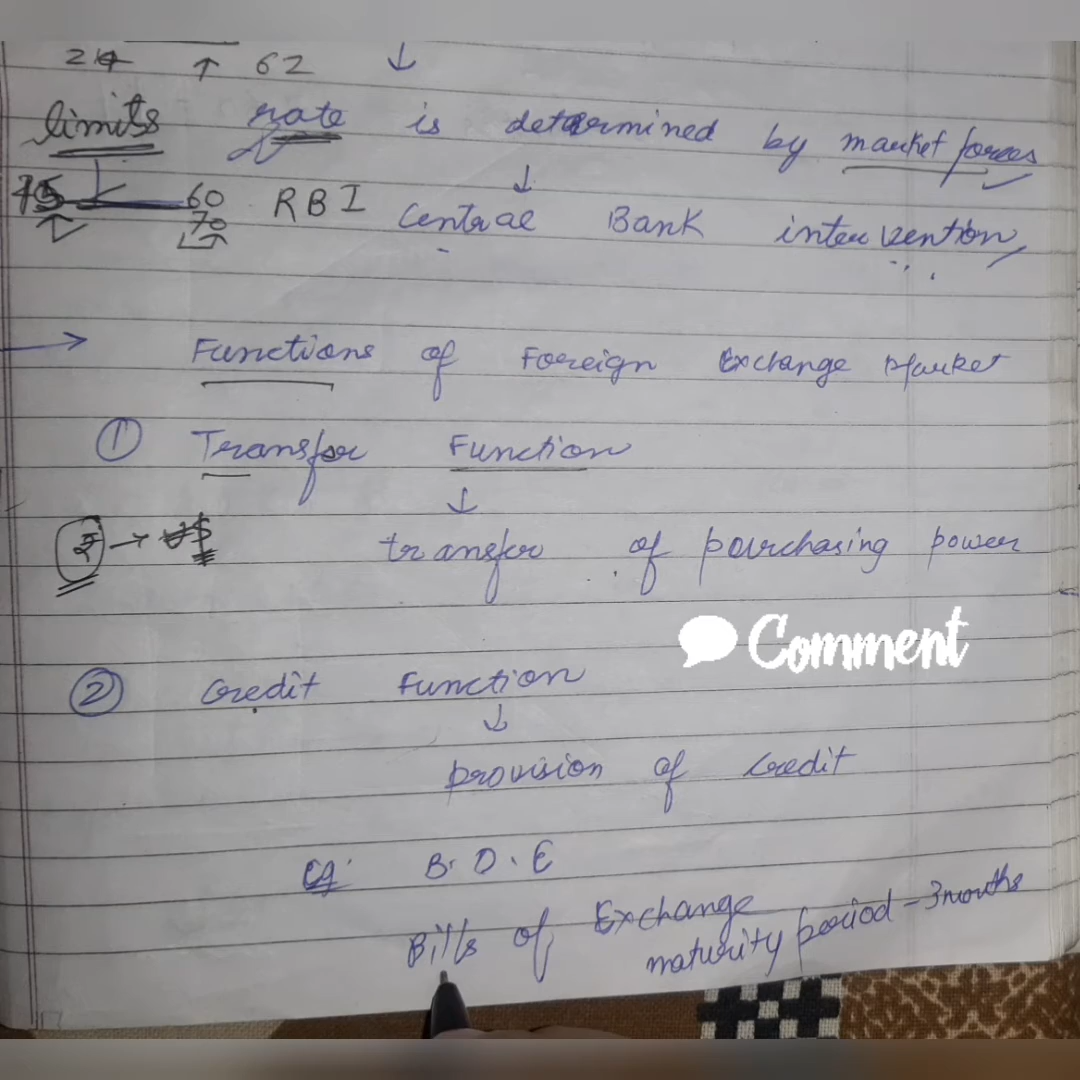 24 ↑ 62 ↓
limits rate is determined by market forces
↓
45 60 RBI Central Bank intervention
70
→ Functions of Foreign Exchange Market
① Transfer Function
↓
₹ → U$ transfer of purchasing power
Comment
② Credit Function
↓
provision of credit
eg: B.O.E
Bills of Exchange
maturity period - 3 months